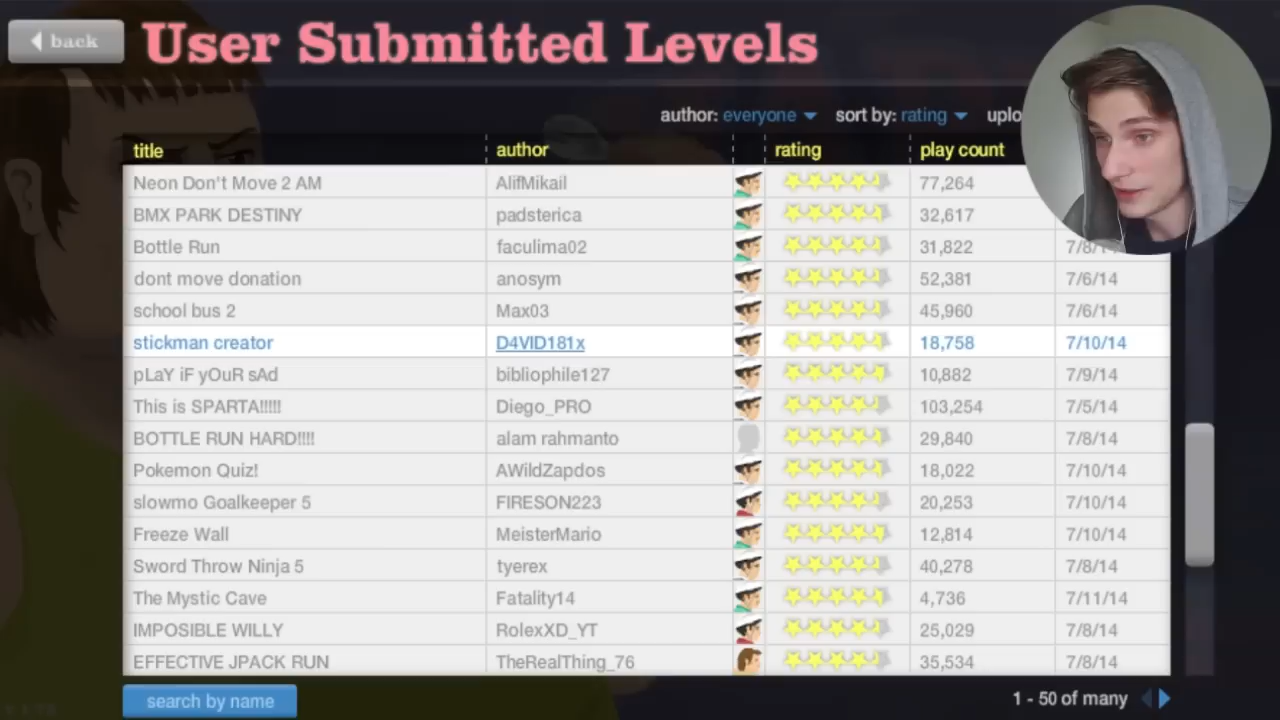 back
User Submitted Levels
author: everyone sort by: rating uplo
title author rating play count
Neon Don't Move 2 AM AlifMikail 77,264
BMX PARK DESTINY padsterica 32,617
Bottle Run faculima02 31,822
dont move donation anosym 52,381 7/6/14
school bus 2 Max03 45,960 7/6/14
stickman creator D4VID181x 18,758 7/10/14
pLaY iF yOuR sAd bibliophile127 10,882 7/9/14
This is SPARTA!!!!! Diego_PRO 103,254 7/5/14
BOTTLE RUN HARD!!!! alam rahmanto 29,840 7/8/14
Pokemon Quiz! AWildZapdos 18,022 7/10/14
slowmo Goalkeeper 5 FIRESON223 20,253 7/10/14
Freeze Wall MeisterMario 12,814 7/10/14
Sword Throw Ninja 5 tyerex 40,278 7/8/14
The Mystic Cave Fatality14 4,736 7/11/14
IMPOSIBLE WILLY RolexXD_YT 25,029 7/8/14
EFFECTIVE JPACK RUN TheRealThing_76 35,534 7/8/14
search by name 1 - 50 of many